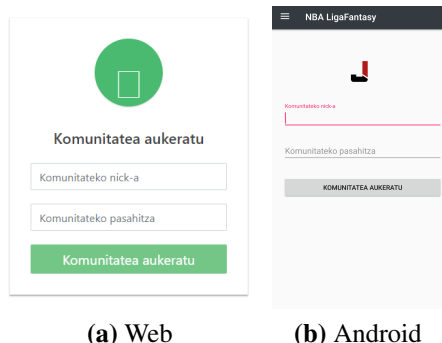 Komunitatea aukeratu
Komunitateko nick-a
Komunitateko pasahitza
Komunitatea aukeratu
(a) Web
NBA LigaFantasy
Komunitateko nick-a
Komunitateko pasahitza
KOMUNITATEA AUKERATU
(b) Android